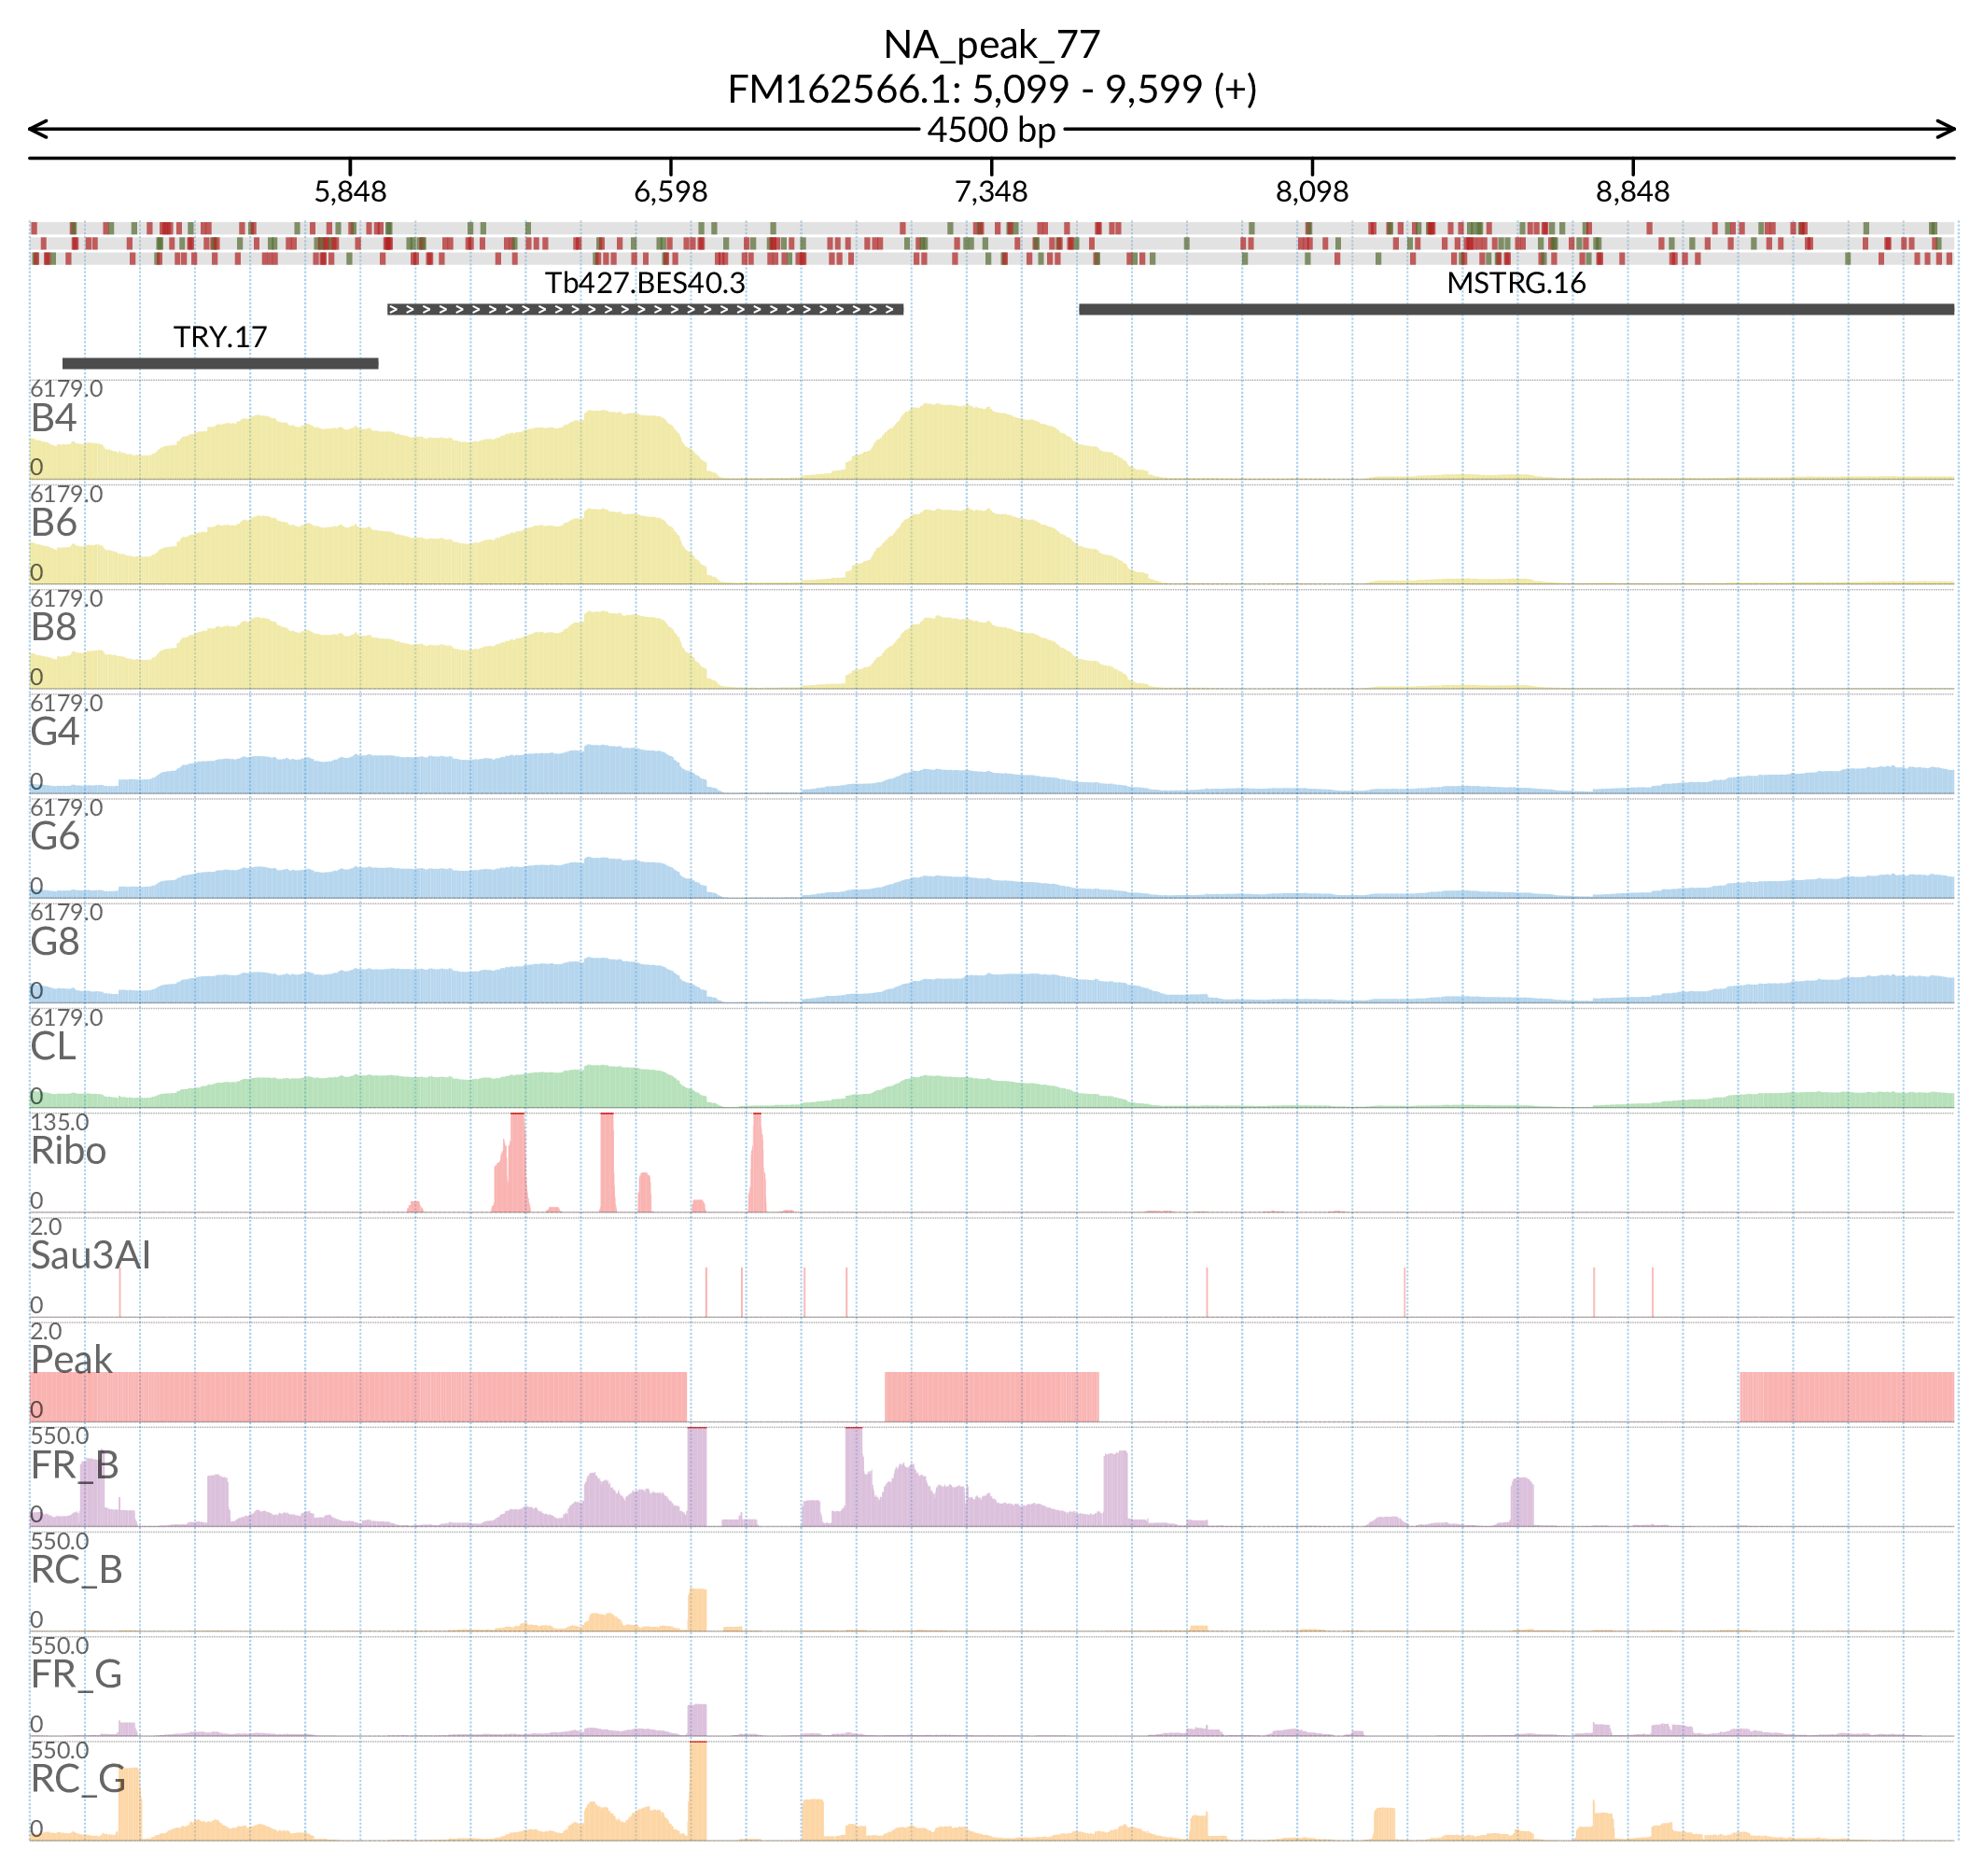 NA_peak_77
FM162566.1: 5,099 - 9,599 (+)
4500 bp
5,848 6,598 7,348 8,098 8,848
Tb427.BES40.3 MSTRG.16
TRY.17
6179.0
B4
0
6179.0
B6
0
6179.0
B8
0
6179.0
G4
0
6179.0
G6
0
6179.0
G8
0
6179.0
CL
0
135.0
Ribo
0
2.0
Sau3AI
0
2.0
Peak
0
550.0
FR_B
0
550.0
RC_B
0
550.0
FR_G
0
550.0
RC_G
0